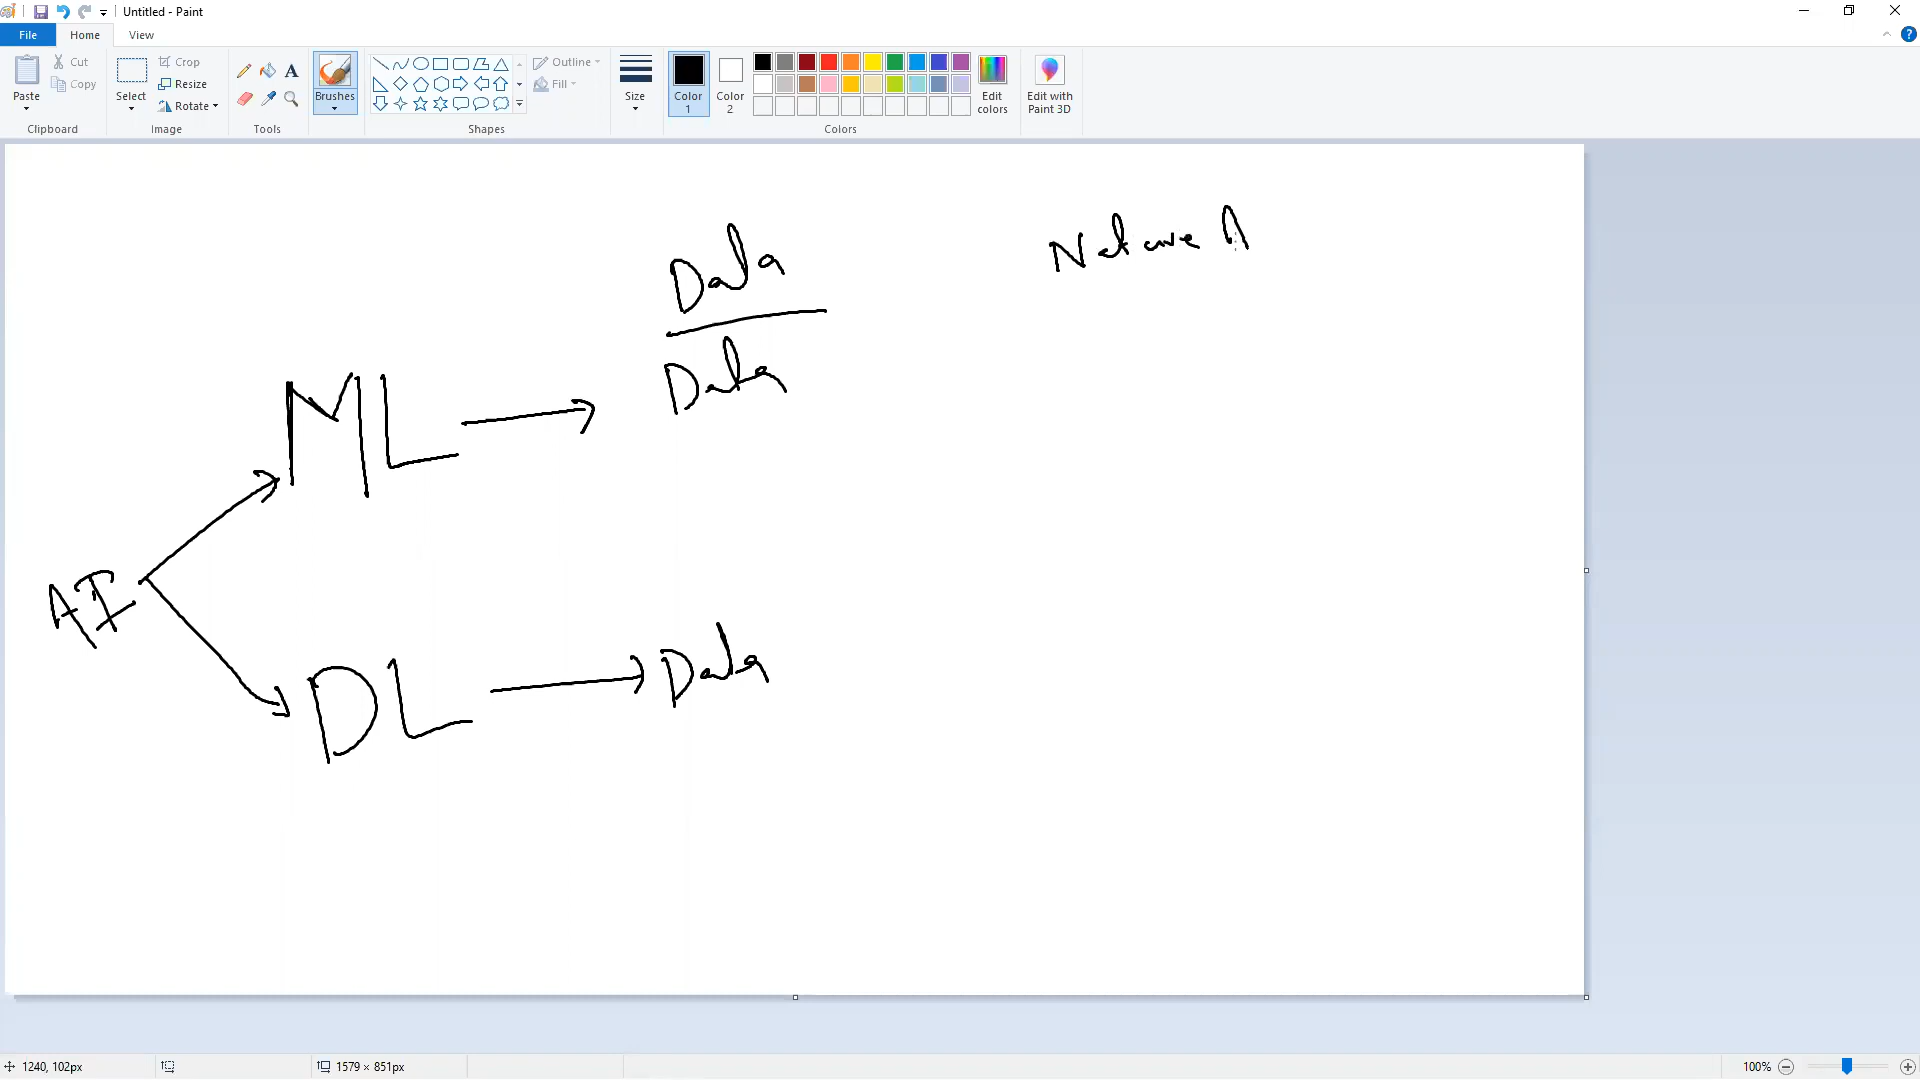 Untitled - Paint
File Home View
Paste
Cut
Copy
Clipboard
Select
Crop
Resize
Rotate
Image
Tools
Brushes
Shapes
Outline
Fill
Size
Color 1
Color 2
Edit colors
Colors
Edit with Paint 3D
Data
Nature A
Data
ML
AI
DL
Data
1240, 102px
1579 × 851px
100%